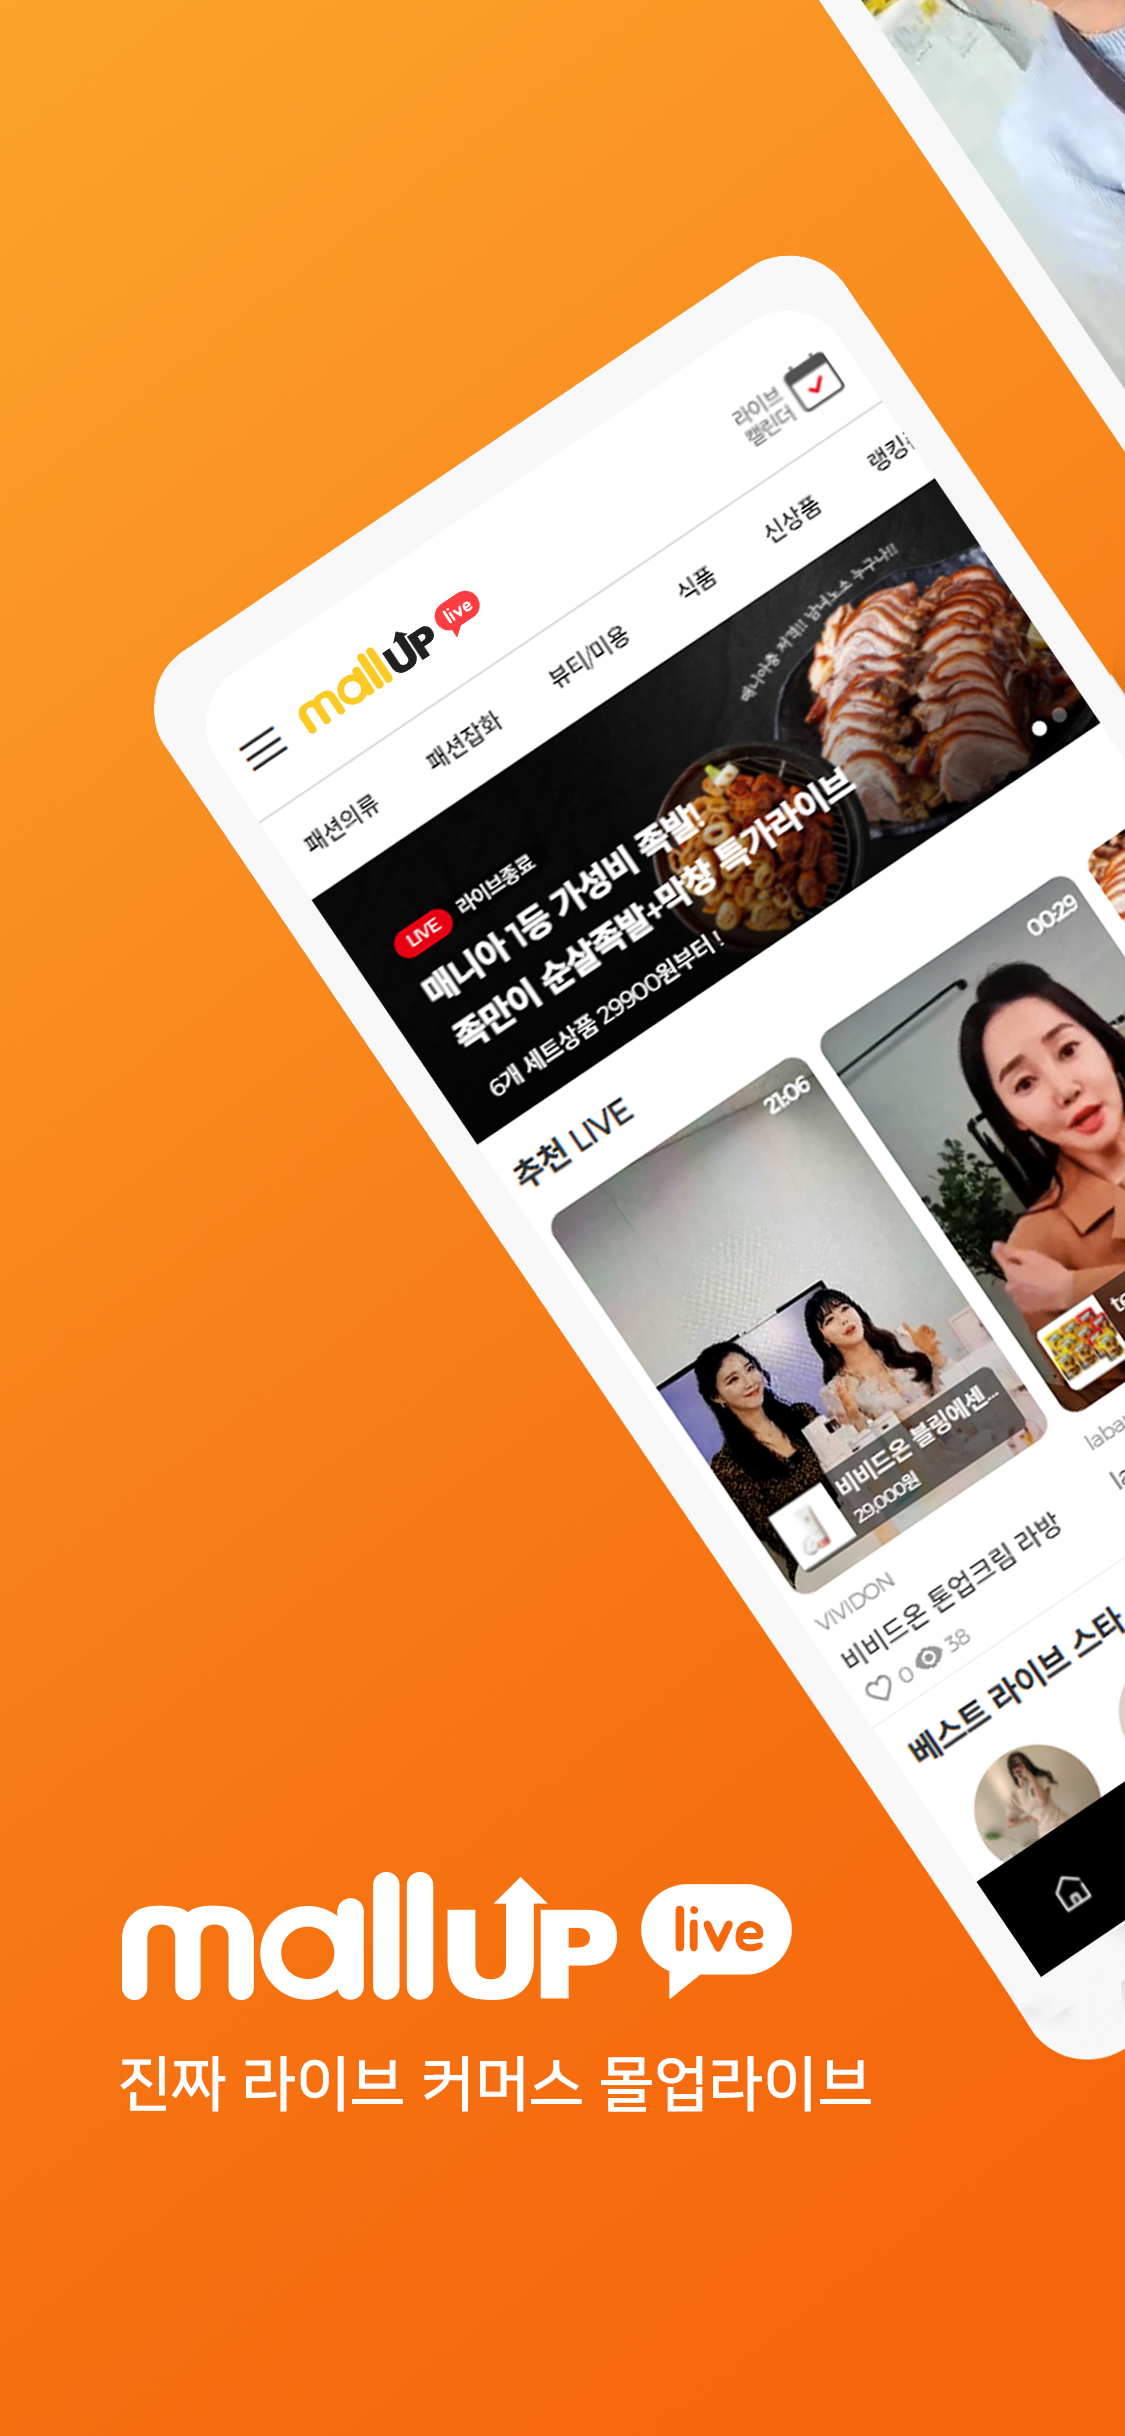 라이브
캘린더
mallUP live
패션의류 패션잡화 뷰티/미용 식품 신상품
매니아층 저격!! 남녀노소 누구나!!
LIVE 라이브종료
매니아 1등 가성비 족발!
족만이 순살족발+막창 특가라이브
6개 세트상품 29900원부터 !
추천 LIVE
21:06
00:29
비비드온 블링에센...
29,000원
VIVIDON
비비드온 톤업크림 라방
0 38
베스트 라이브 스타
mallUP live
진짜 라이브 커머스 몰업라이브